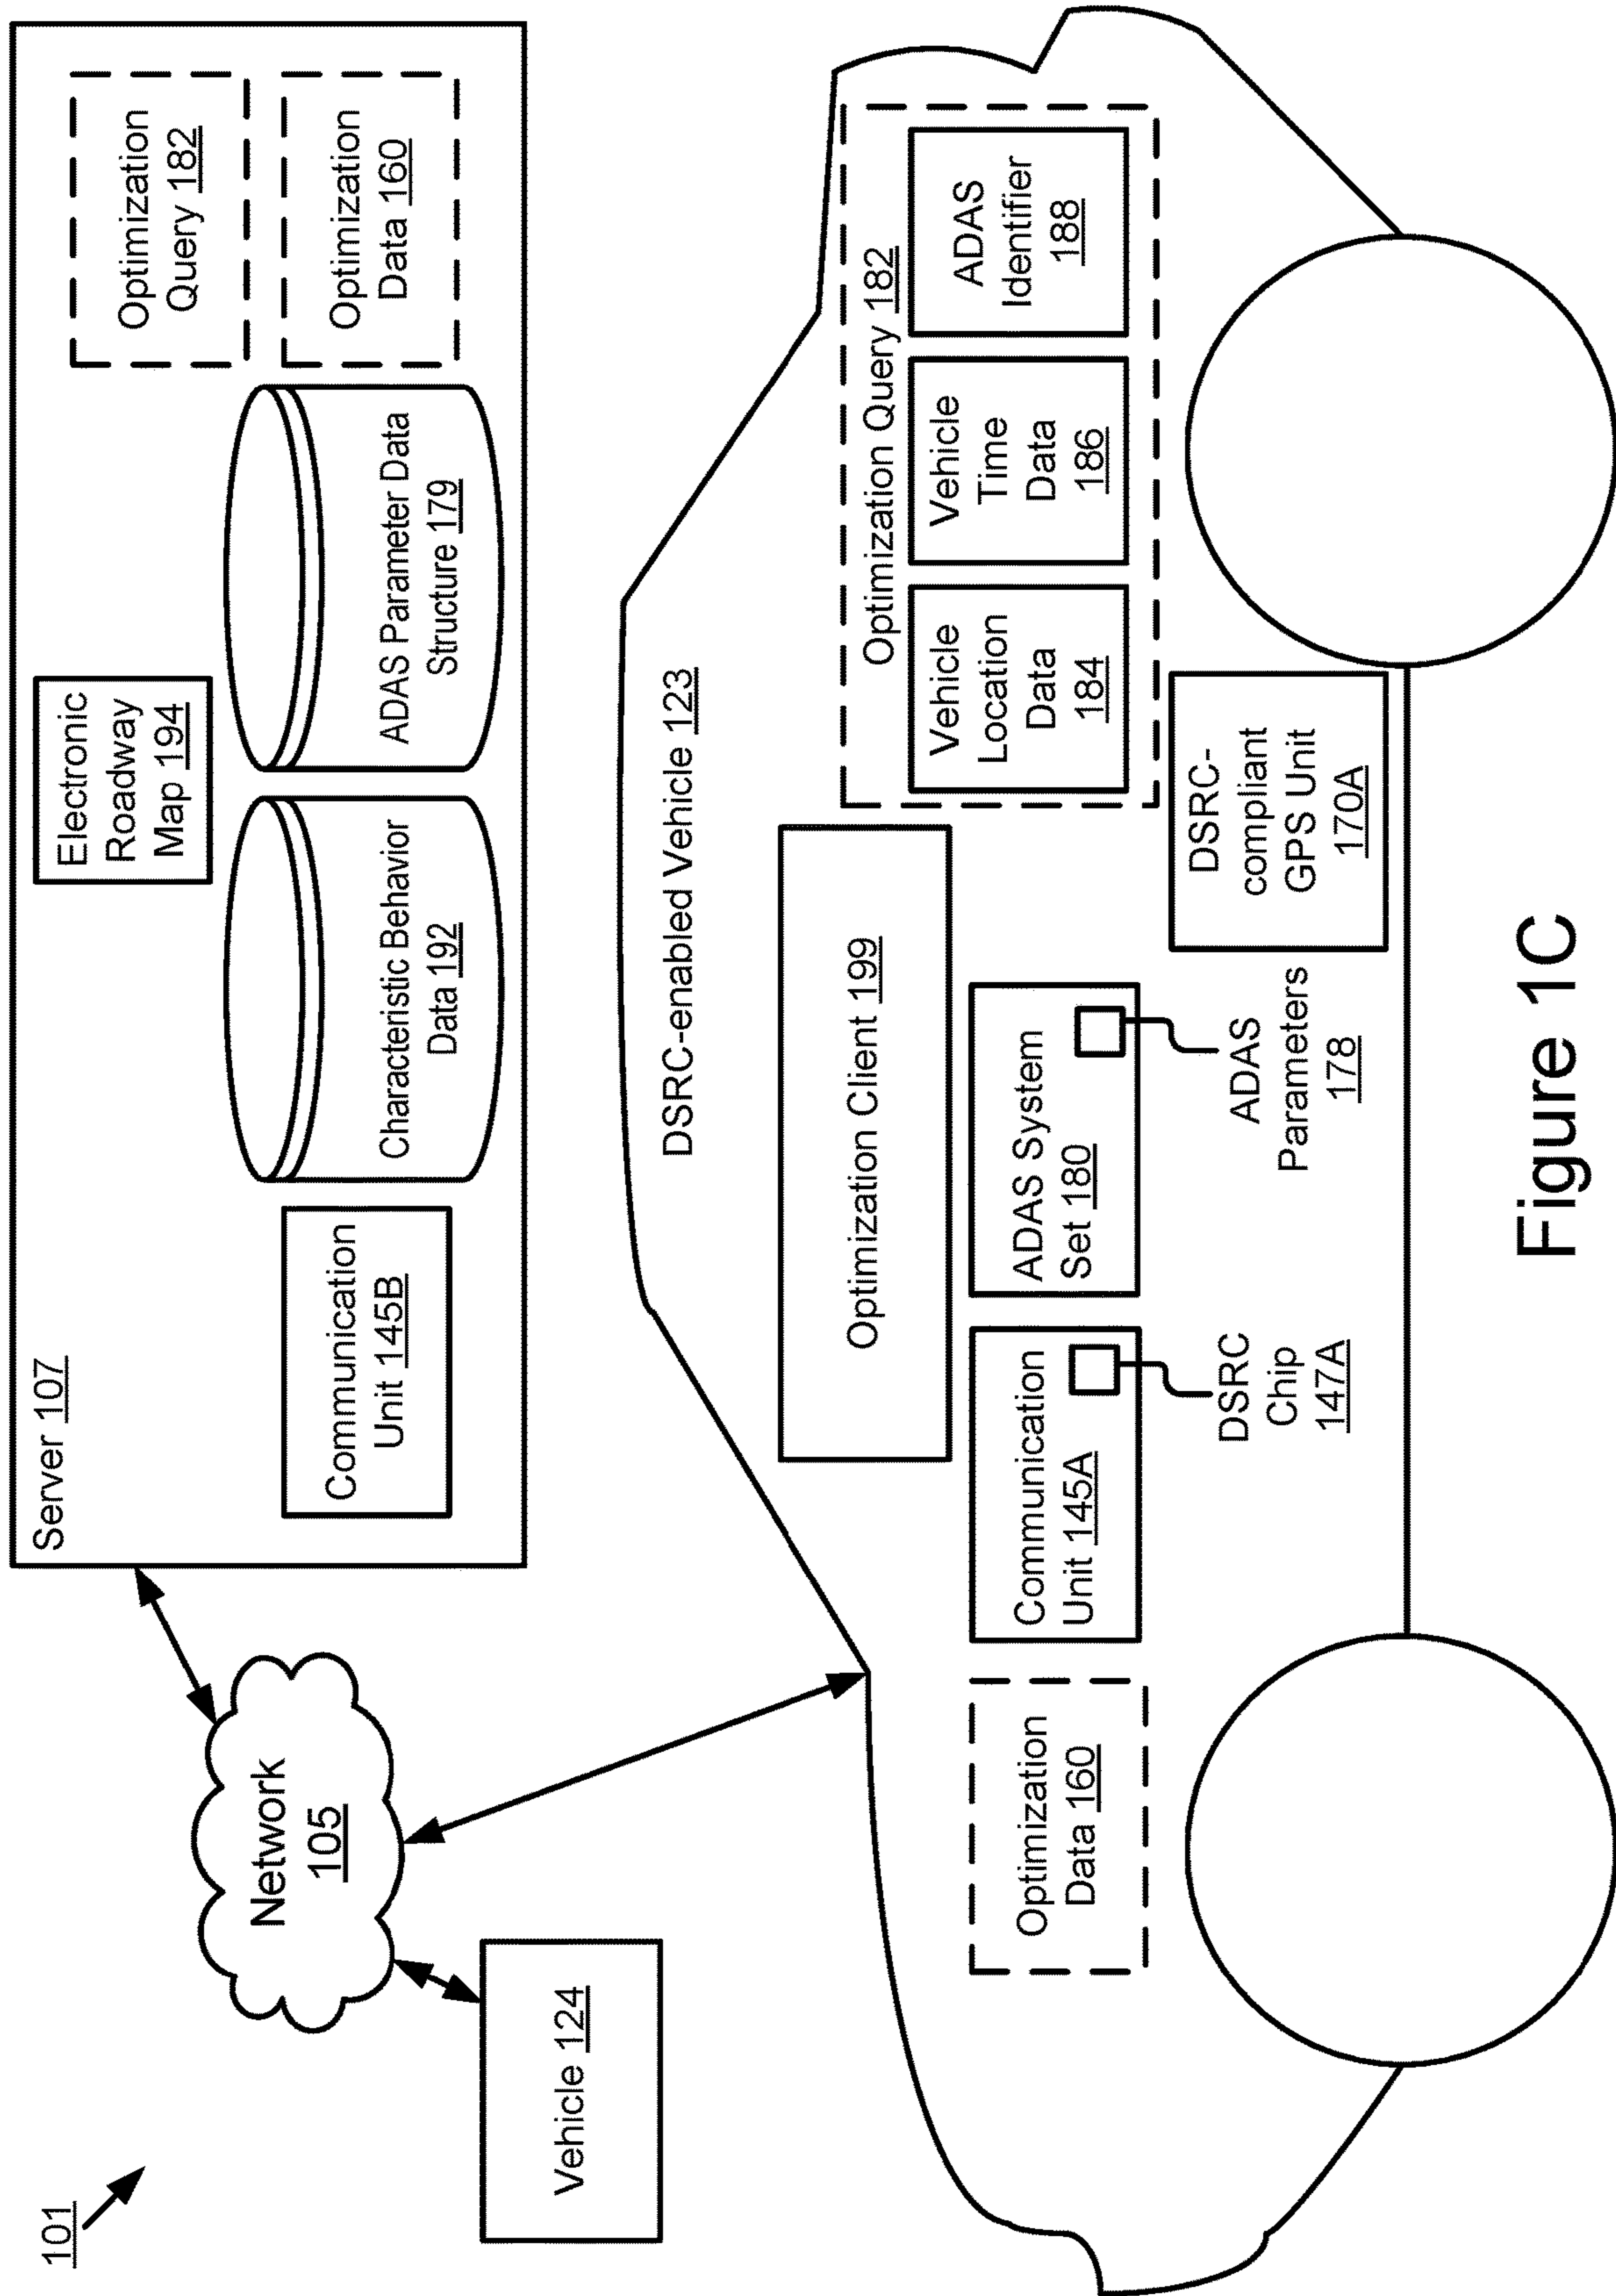 101
Network
105
Vehicle 124
Server 107
Communication
Unit 145B
Characteristic Behavior
Data 192
Electronic
Roadway
Map 194
ADAS Parameter Data
Structure 179
Optimization
Query 182
Optimization
Data 160
DSRC-enabled Vehicle 123
Optimization Client 199
Optimization
Data 160
Communication
Unit 145A
DSRC
Chip
147A
ADAS System
Set 180
ADAS
Parameters
178
Optimization Query 182
Vehicle
Location
Data
184
Vehicle
Time
Data
186
ADAS
Identifier
188
DSRC-
compliant
GPS Unit
170A
Figure 1C